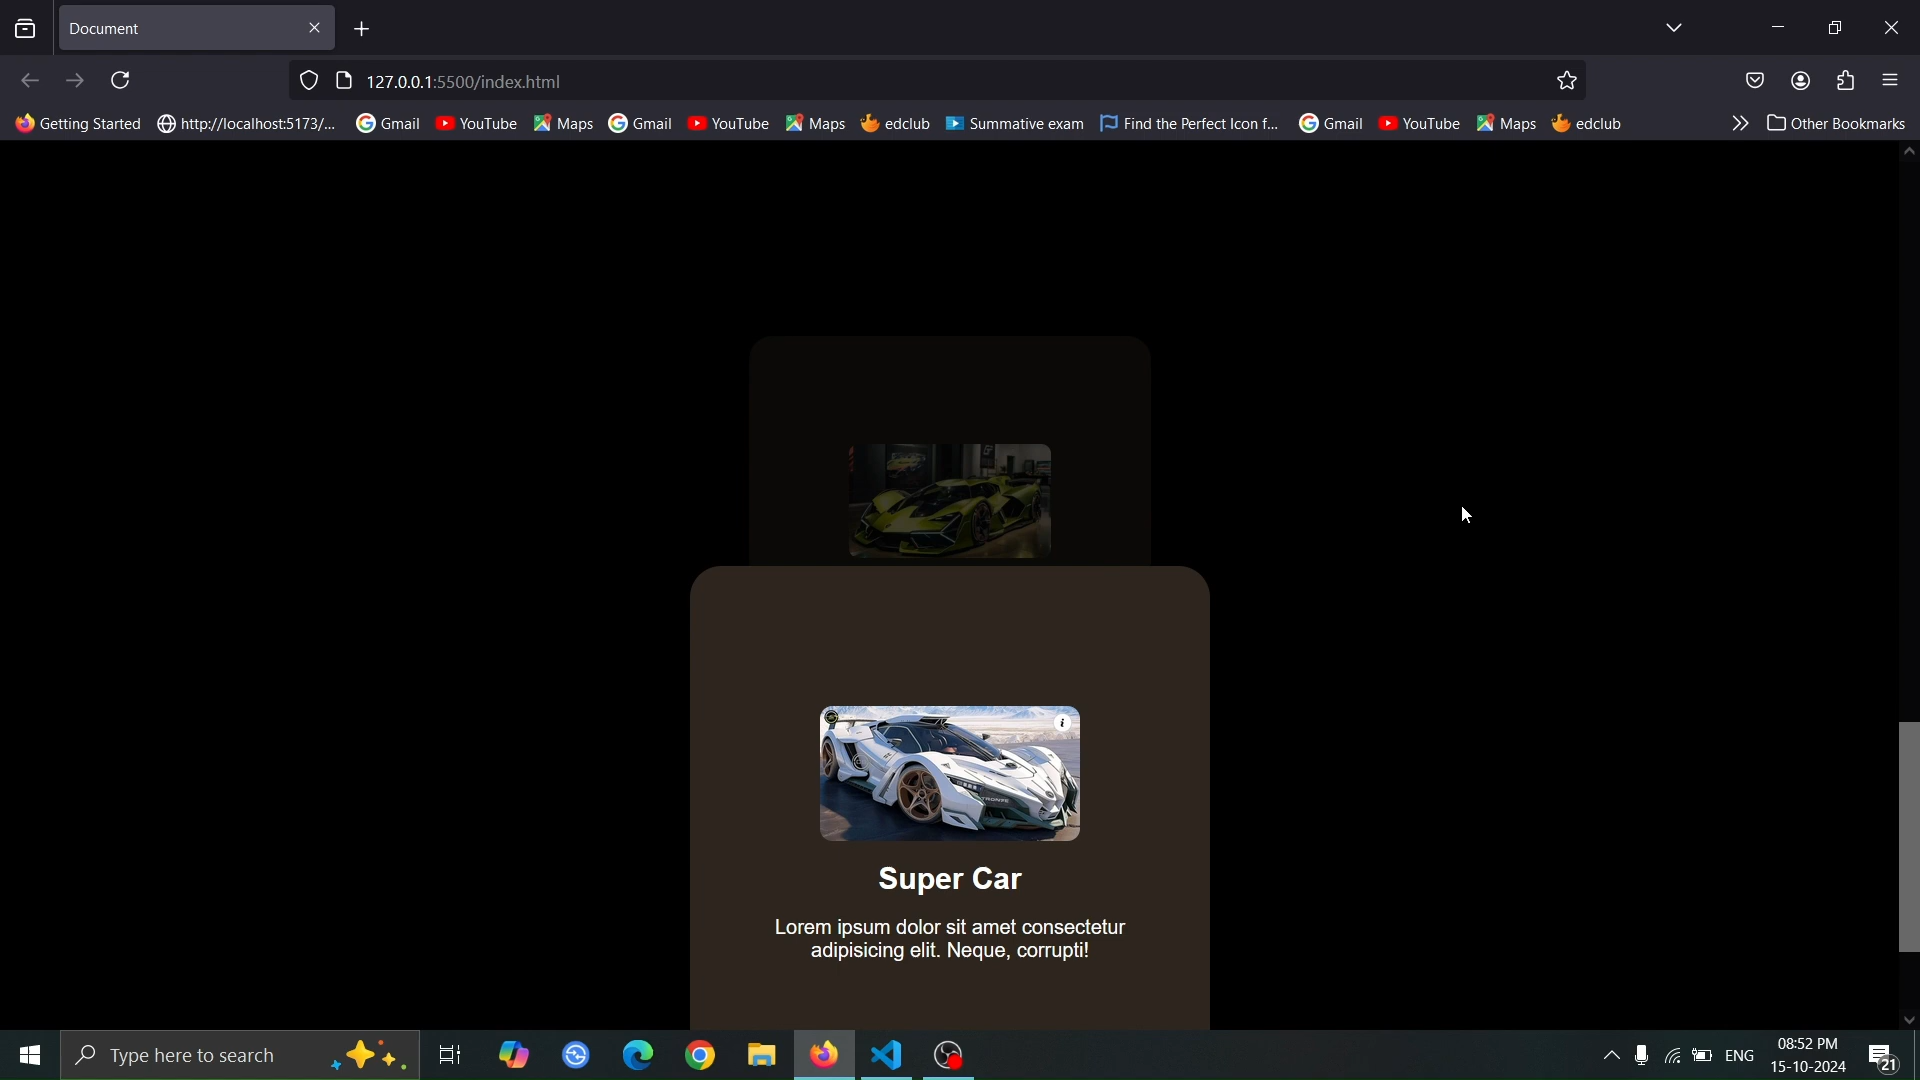 Document
127.0.0.1:5500/index.html
Getting Started http://localhost:5173/... Gmail YouTube Maps Gmail YouTube Maps edclub Summative exam Find the Perfect Icon f... Gmail YouTube Maps edclub Other Bookmarks
Super Car
Lorem ipsum dolor sit amet consectetur
adipisicing elit. Neque, corrupti!
Type here to search
ENG
08:52 PM
15-10-2024
21